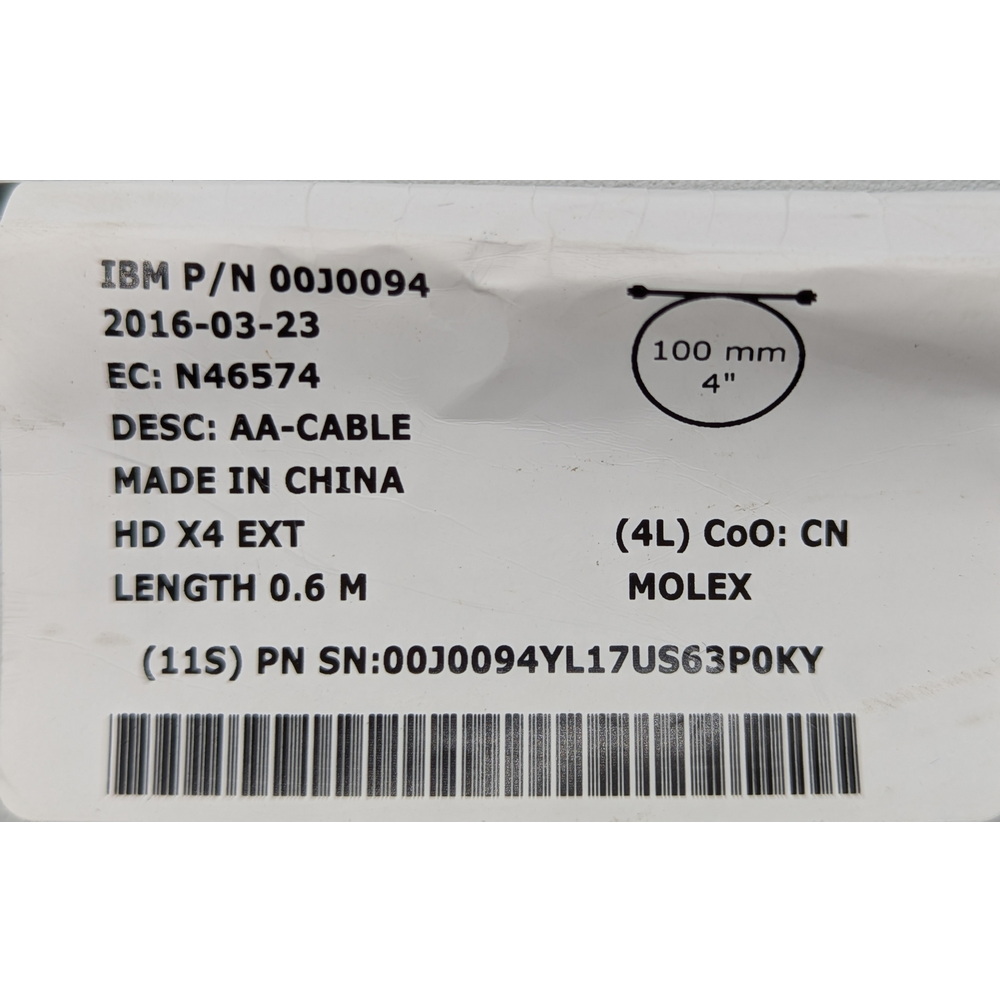 IBM P/N 00J0094
2016-03-23
EC: N46574
DESC: AA-CABLE
MADE IN CHINA
HD X4 EXT
LENGTH 0.6 M
100 mm
4"
(4L) CoO: CN
MOLEX
(11S) PN SN:00J0094YL17US63P0KY